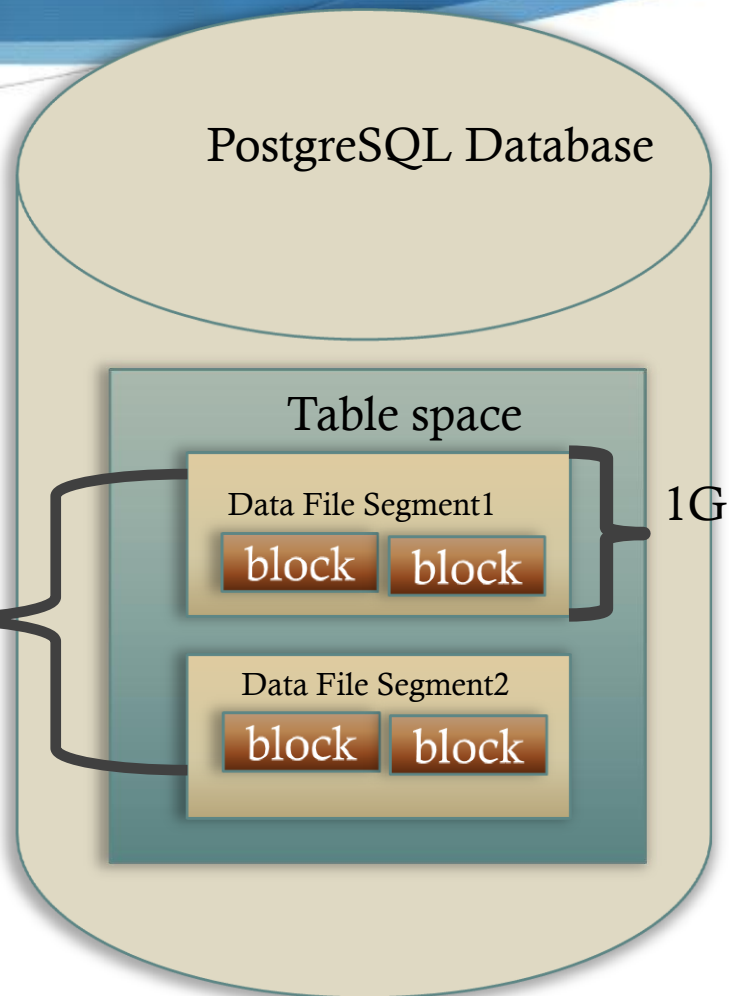 PostgreSQL Database
Table space
Data File Segment1
1G
block block
Data File Segment2
block block